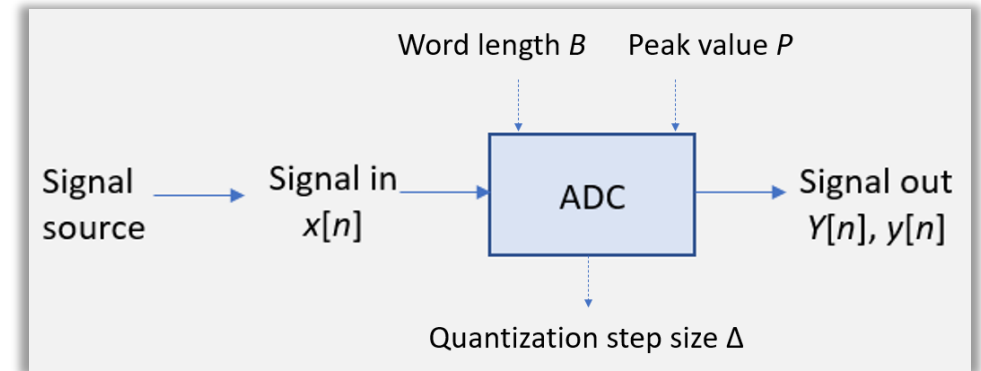 Word length B
Peak value P
Signal
source
Signal in
x[n]
ADC
Signal out
Y[n], y[n]
Quantization step size Δ